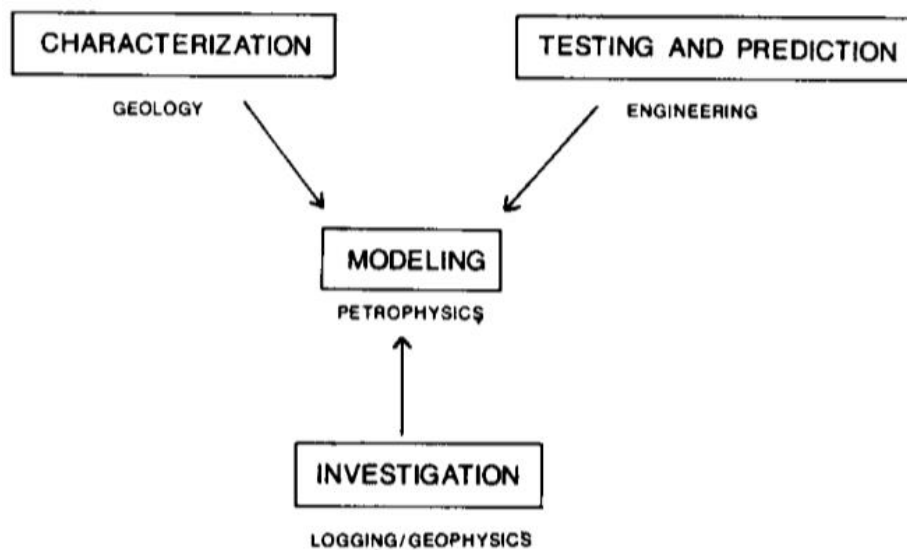 CHARACTERIZATION
TESTING AND PREDICTION
GEOLOGY
ENGINEERING
MODELING
PETROPHYSICS
INVESTIGATION
LOGGING/GEOPHYSICS